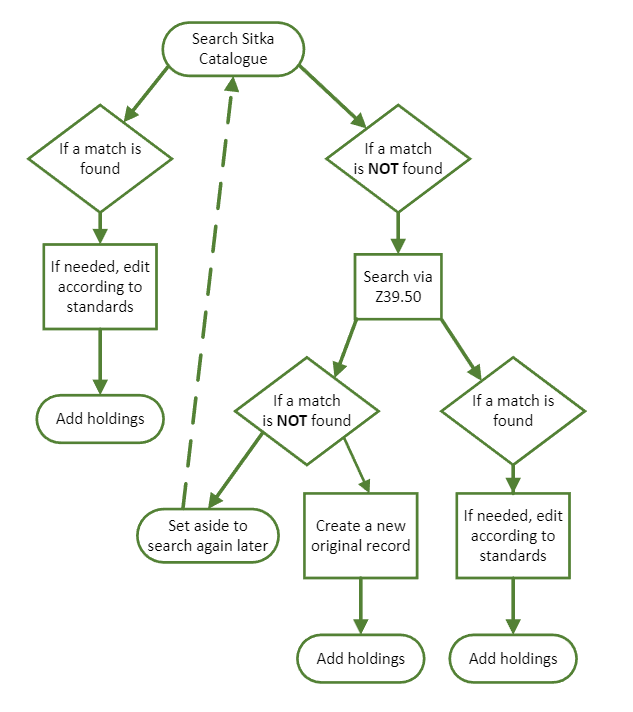 Search Sitka
Catalogue
If a match is
found
If a match
is NOT found
If needed, edit
according to
standards
Search via
Z39.50
Add holdings
If a match
is NOT found
If a match is
found
Set aside to
search again later
Create a new
original record
If needed, edit
according to
standards
Add holdings
Add holdings